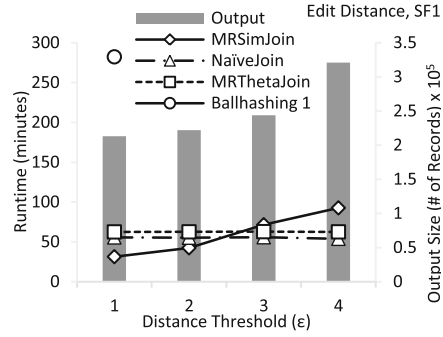 Edit Distance, SF1
Output
MRSimJoin
NaïveJoin
MRThetaJoin
Ballhashing 1
Runtime (minutes)
300
250
200
150
100
50
0
3.5
3
2.5
2
1.5
1
0.5
0
Output Size (# of Records) x 10⁵
1 2 3 4
Distance Threshold (ε)